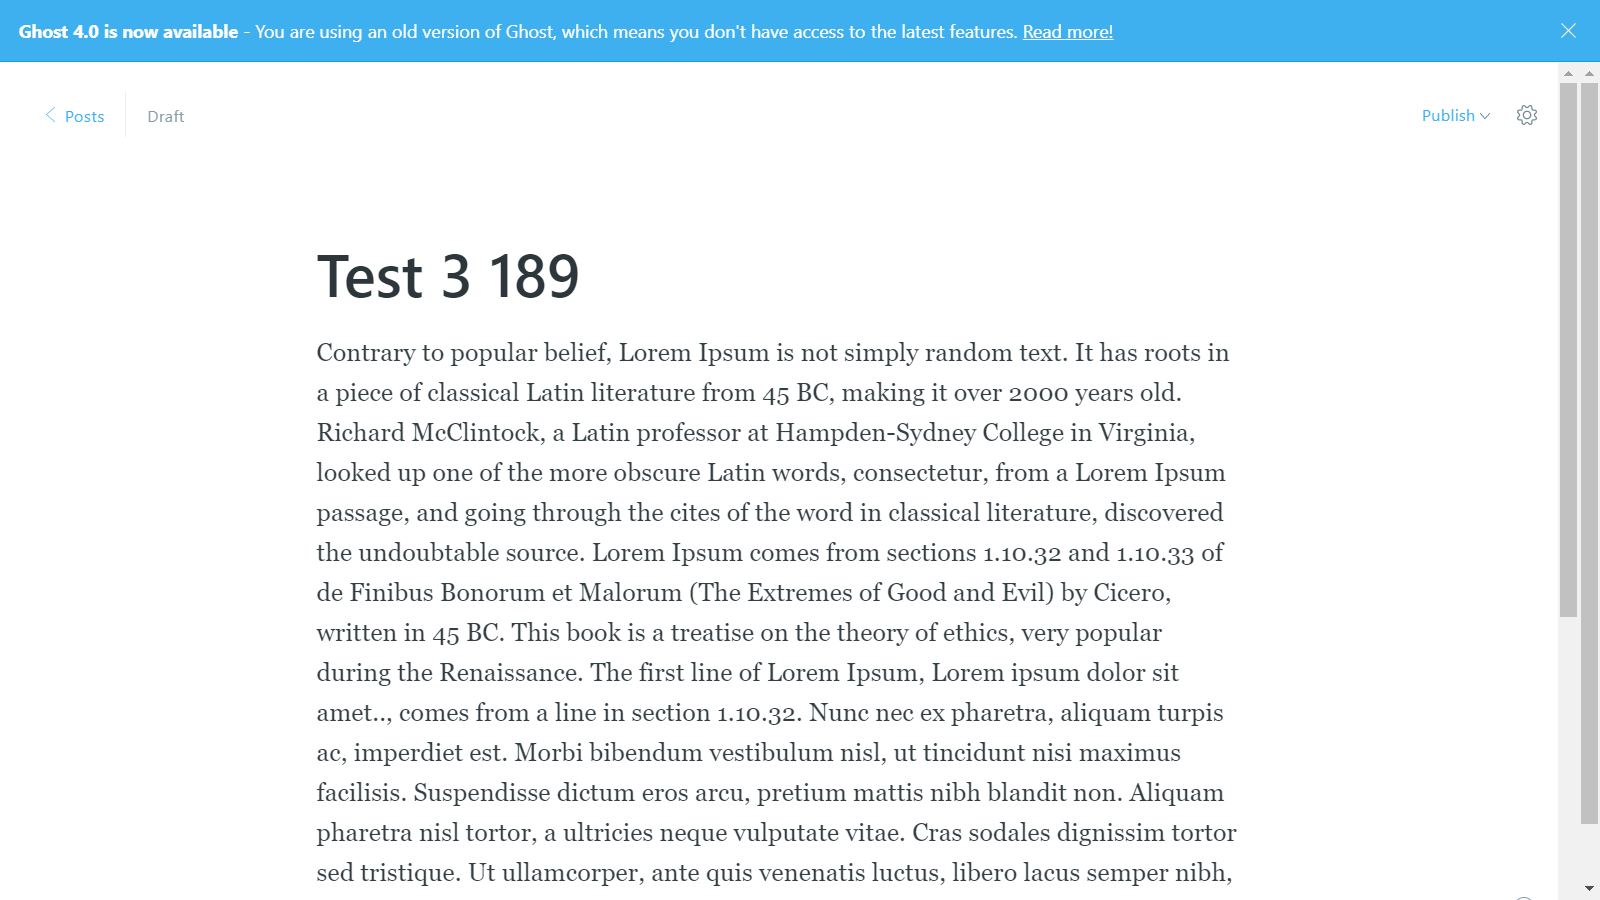 Ghost 4.0 is now available - You are using an old version of Ghost, which means you don't have access to the latest features. Read more!
Posts
Draft
Publish
Test 3 189
Contrary to popular belief, Lorem Ipsum is not simply random text. It has roots in
a piece of classical Latin literature from 45 BC, making it over 2000 years old.
Richard McClintock, a Latin professor at Hampden-Sydney College in Virginia,
looked up one of the more obscure Latin words, consectetur, from a Lorem Ipsum
passage, and going through the cites of the word in classical literature, discovered
the undoubtable source. Lorem Ipsum comes from sections 1.10.32 and 1.10.33 of
de Finibus Bonorum et Malorum (The Extremes of Good and Evil) by Cicero,
written in 45 BC. This book is a treatise on the theory of ethics, very popular
during the Renaissance. The first line of Lorem Ipsum, Lorem ipsum dolor sit
amet.., comes from a line in section 1.10.32. Nunc nec ex pharetra, aliquam turpis
ac, imperdiet est. Morbi bibendum vestibulum nisl, ut tincidunt nisi maximus
facilisis. Suspendisse dictum eros arcu, pretium mattis nibh blandit non. Aliquam
pharetra nisl tortor, a ultricies neque vulputate vitae. Cras sodales dignissim tortor
sed tristique. Ut ullamcorper, ante quis venenatis luctus, libero lacus semper nibh,